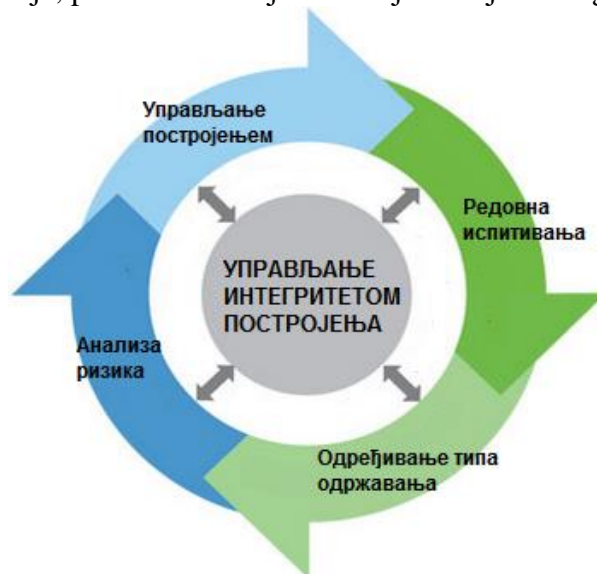 Управљање
постројењем
Редовна
испитивања
УПРАВЉАЊЕ
ИНТЕГРИТЕТОМ
ПОСТРОЈЕЊА
Анализа
ризика
Одређивање типа
одржавања